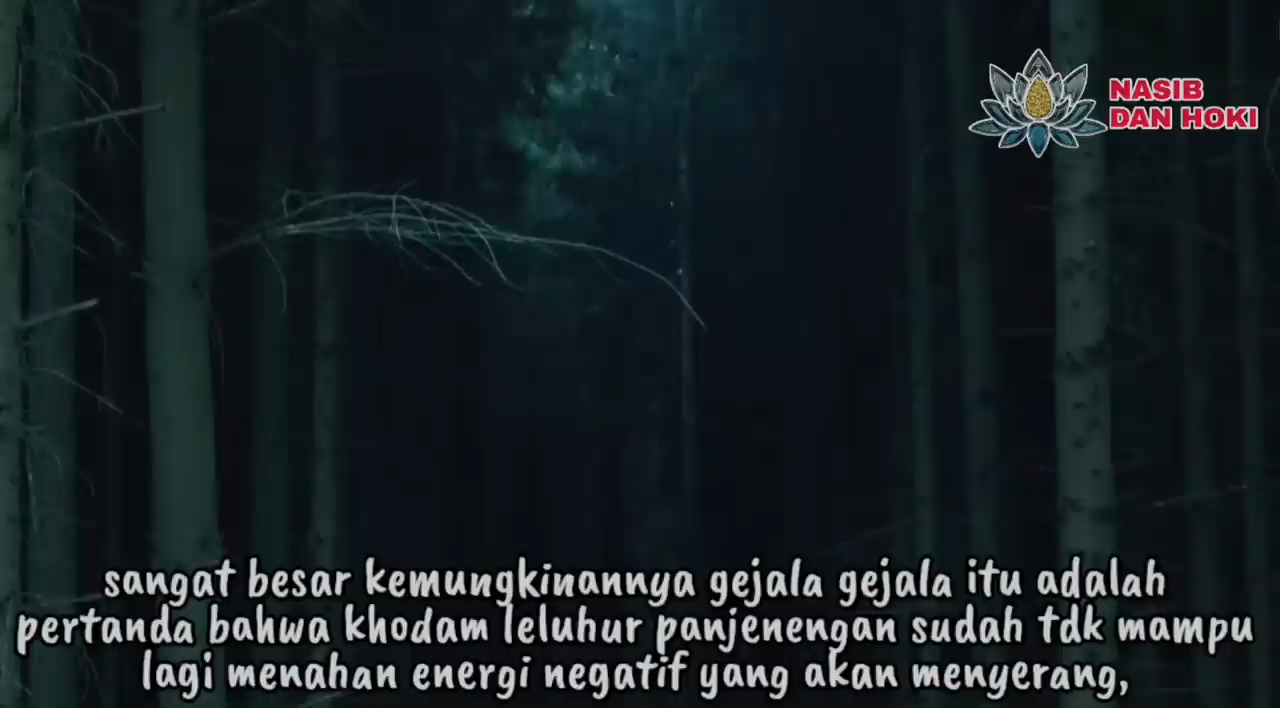 NASIB
DAN HOKI
sangat besar kemungkinannya gejala gejala itu adalah
pertanda bahwa khodam leluhur panjenengan sudah tdk mampu
lagi menahan energi negatif yang akan menyerang,